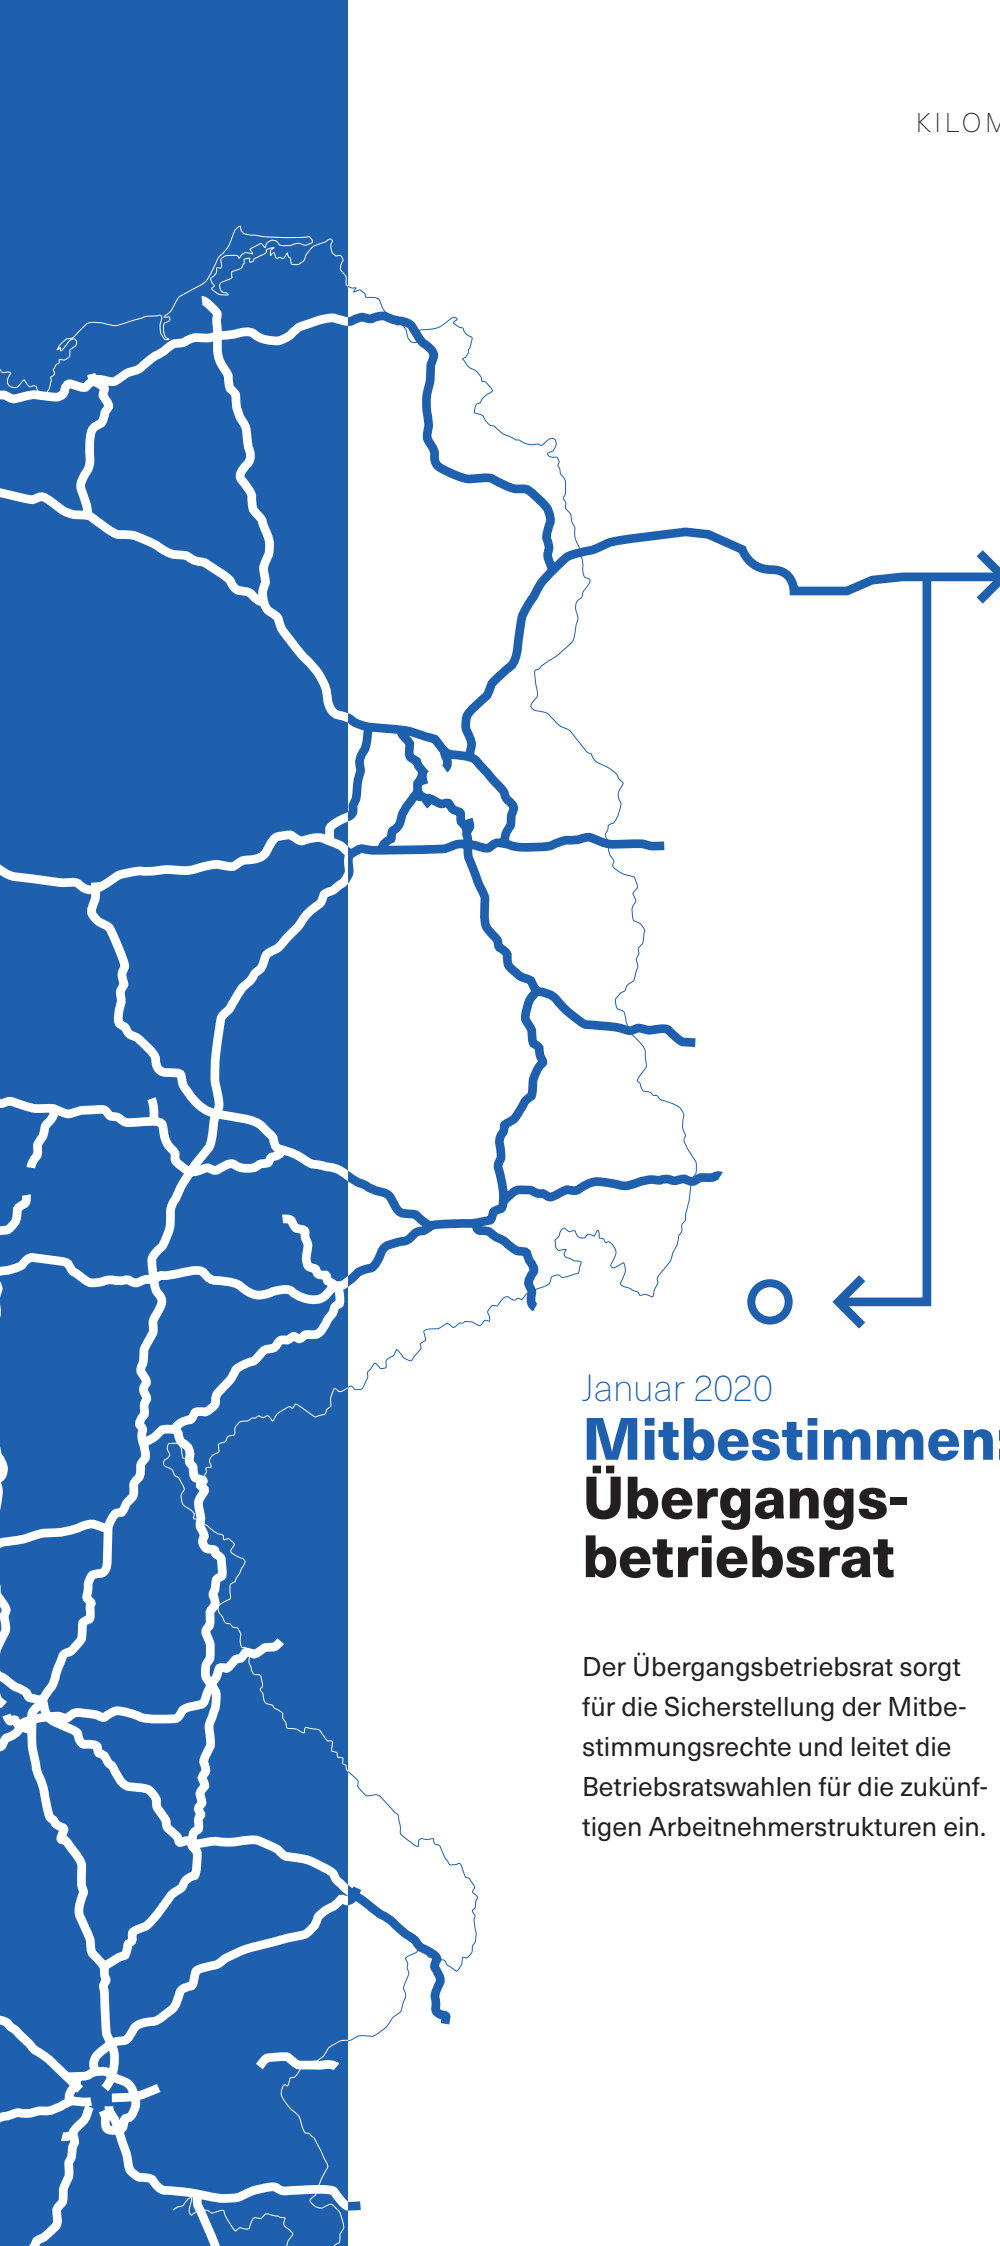 KILOM
Januar 2020
Mitbestimmen:
Übergangs-
betriebsrat
Der Übergangsbetriebsrat sorgt
für die Sicherstellung der Mitbe-
stimmungsrechte und leitet die
Betriebsratswahlen für die zukünf-
tigen Arbeitnehmerstrukturen ein.